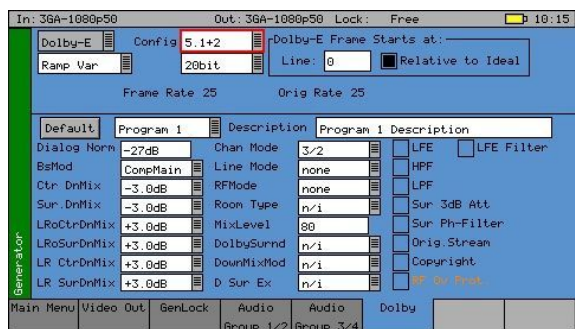 In: 3GA-1080p50 Out: 3GA-1080p50 Lock: Free 10:15
Dolby-E Config 5.1+2 Dolby-E Frame Starts at:
Ramp Var 20bit Line: 0 Relative to Ideal
Frame Rate 25 Orig Rate 25
Default Program 1 Description Program 1 Description
Dialog Norm -27dB Chan Mode 3/2 LFE LFE Filter
BsMod CompMain Line Mode none HPF
Ctr DnMix -3.0dB RFMode none LPF
Sur.DnMix -3.0dB Room Type n/i Sur 3dB Att
LRoCtrDnMix +3.0dB MixLevel 80 Sur Ph-Filter
LRoSurDnMix +3.0dB DolbySurnd n/i Orig.Stream
LR CtrDnMix +3.0dB DownMixMod n/i Copyright
LR SurDnMix +3.0dB D Sur Ex n/i RF Ov Prot
Generator
Main Menu Video Out GenLock Audio Group 1/2 Audio Group 3/4 Dolby